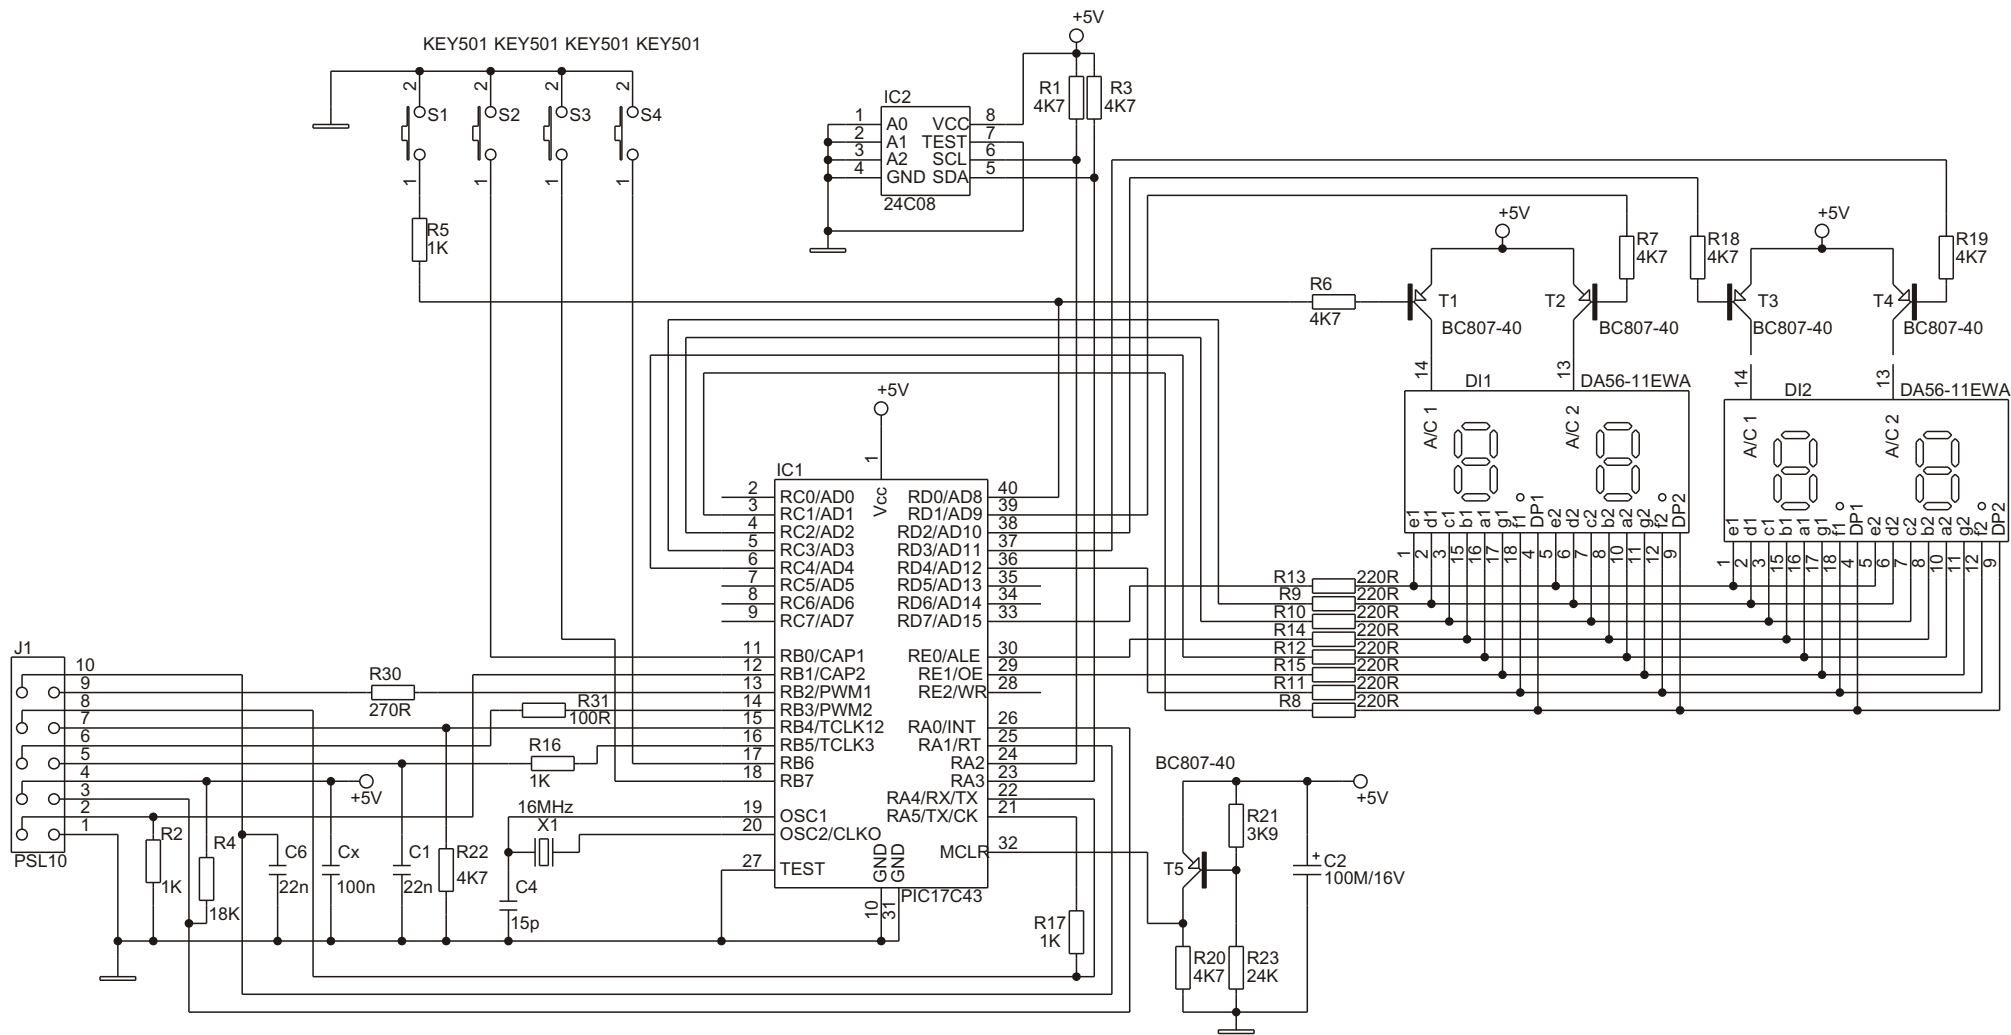 KEY501 KEY501 KEY501 KEY501
2 2 2 2
S1 S2 S3 S4
1 1 1 1
R5
1K
+5V
R1
4K7
R3
4K7
IC2
1 A0 VCC 8
2 A1 TEST 7
3 A2 SCL 6
4 GND SDA 5
24C08
+5V
+5V
R7
4K7
R18
4K7
R19
4K7
R6
4K7
T1
BC807-40
T2
BC807-40
T3
BC807-40
T4
BC807-40
14 DI1 13 DA56-11EWA
A/C 1 A/C 2
e1 d1 c1 b1 a1 g1 f1 DP1 e2 d2 c2 b2 a2 g2 f2 DP2
1 2 3 15 16 17 18 4 5 6 7 8 10 11 12 9
14 DI2 13 DA56-11EWA
A/C 1 A/C 2
e1 d1 c1 b1 a1 g1 f1 DP1 e2 d2 c2 b2 a2 g2 f2 DP2
1 2 3 15 16 17 18 4 5 6 7 8 10 11 12 9
R13 220R
R9 220R
R10 220R
R14 220R
R12 220R
R15 220R
R11 220R
R8 220R
+5V
1
Vcc
IC1
2 RC0/AD0 RD0/AD8 40
3 RC1/AD1 RD1/AD9 39
4 RC2/AD2 RD2/AD10 38
5 RC3/AD3 RD3/AD11 37
6 RC4/AD4 RD4/AD12 36
7 RC5/AD5 RD5/AD13 35
8 RC6/AD6 RD6/AD14 34
9 RC7/AD7 RD7/AD15 33
11 RB0/CAP1 RE0/ALE 30
12 RB1/CAP2 RE1/OE 29
13 RB2/PWM1 RE2/WR 28
14 RB3/PWM2
15 RB4/TCLK12 RA0/INT 26
16 RB5/TCLK3 RA1/RT 25
17 RB6 RA2 24
18 RB7 RA3 23
RA4/RX/TX 22
19 OSC1 RA5/TX/CK 21
20 OSC2/CLKO
MCLR 32
27 TEST
GND GND
10 31
PIC17C43
J1
10
9
8
7
6
5
4
3
2
1
PSL10
R30
270R
R31
100R
R16
1K
+5V
16MHz
X1
R2
1K
R4
18K
C6
22n
Cx
100n
C1
22n
R22
4K7
C4
15p
R17
1K
BC807-40
T5
R21
3K9
+5V
+ C2
100M/16V
R20
4K7
R23
24K